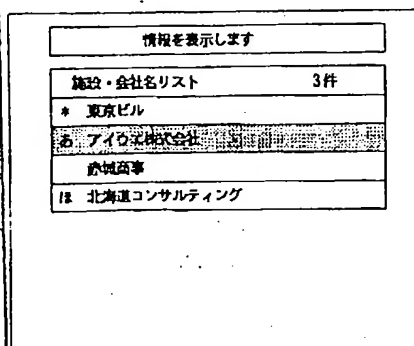 情報を表示します
施設・会社名リスト 3件
* 東京ビル
あ アイウエ株式会社
赤城商事
ほ 北海道コンサルティング